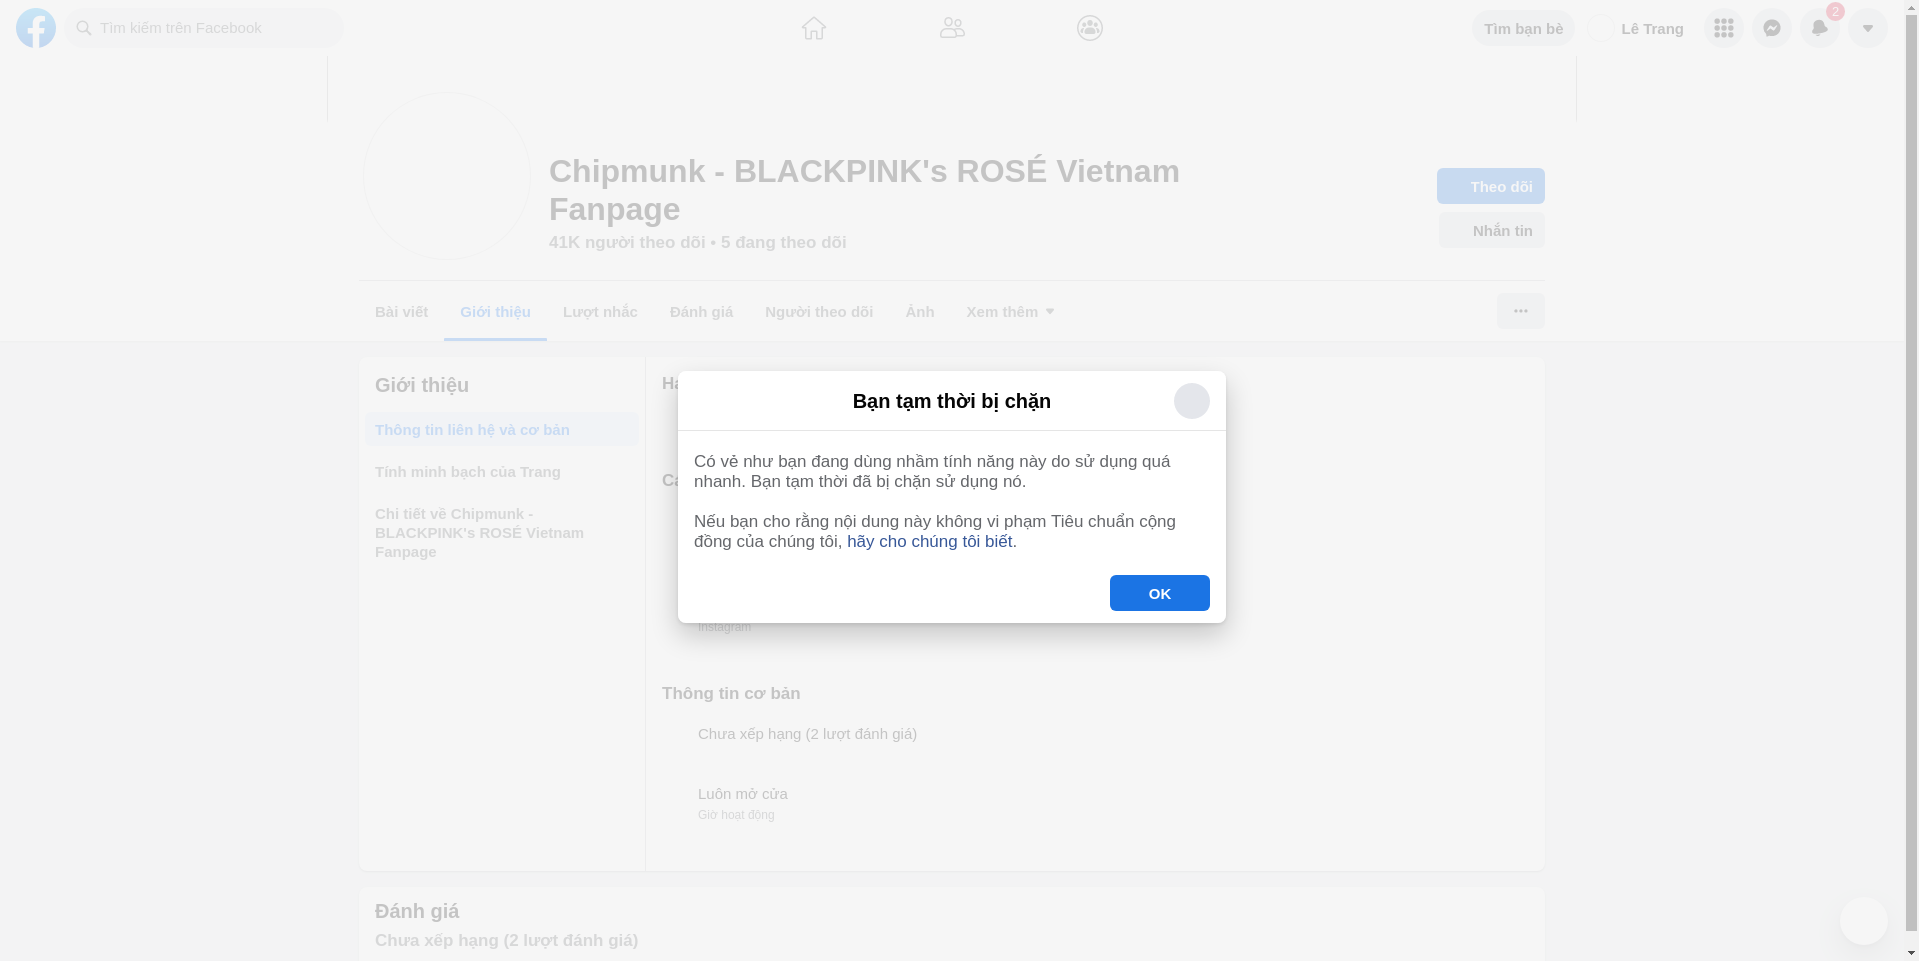 Tìm kiếm trên Facebook
Tìm bạn bè
Lê Trang
2
Chipmunk - BLACKPINK's ROSÉ Vietnam
Fanpage
41K người theo dõi • 5 đang theo dõi
Theo dõi
Nhắn tin
Bài viết
Giới thiệu
Lượt nhắc
Đánh giá
Người theo dõi
Ảnh
Xem thêm
Giới thiệu
Thông tin liên hệ và cơ bản
Tính minh bạch của Trang
Chi tiết về Chipmunk -
BLACKPINK's ROSÉ Vietnam
Fanpage
Bạn tạm thời bị chặn
Có vẻ như bạn đang dùng nhầm tính năng này do sử dụng quá
nhanh. Bạn tạm thời đã bị chặn sử dụng nó.
Nếu bạn cho rằng nội dung này không vi phạm Tiêu chuẩn cộng
đồng của chúng tôi, hãy cho chúng tôi biết.
OK
Instagram
Thông tin cơ bản
Chưa xếp hạng (2 lượt đánh giá)
Luôn mở cửa
Giờ hoạt động
Đánh giá
Chưa xếp hạng (2 lượt đánh giá)